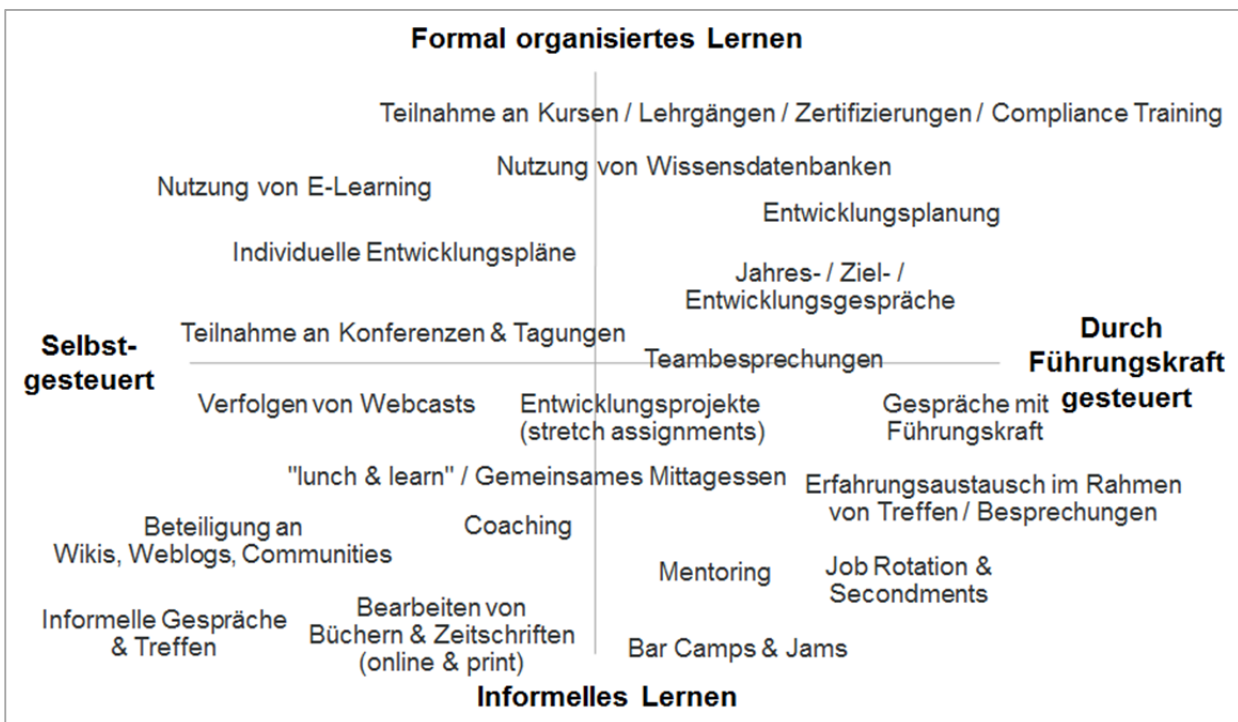 Formal organisiertes Lernen
Teilnahme an Kursen / Lehrgängen / Zertifizierungen / Compliance Training
Nutzung von Wissensdatenbanken
Nutzung von E-Learning
Entwicklungsplanung
Individuelle Entwicklungspläne
Jahres- / Ziel- /
Entwicklungsgespräche
Teilnahme an Konferenzen & Tagungen
Selbst-
gesteuert
Durch
Führungskraft
gesteuert
Teambesprechungen
Verfolgen von Webcasts
Entwicklungsprojekte
(stretch assignments)
Gespräche mit
Führungskraft
"lunch & learn" / Gemeinsames Mittagessen
Erfahrungsaustausch im Rahmen
von Treffen / Besprechungen
Beteiligung an
Wikis, Weblogs, Communities
Coaching
Mentoring
Job Rotation &
Secondments
Informelle Gespräche
& Treffen
Bearbeiten von
Büchern & Zeitschriften
(online & print)
Bar Camps & Jams
Informelles Lernen